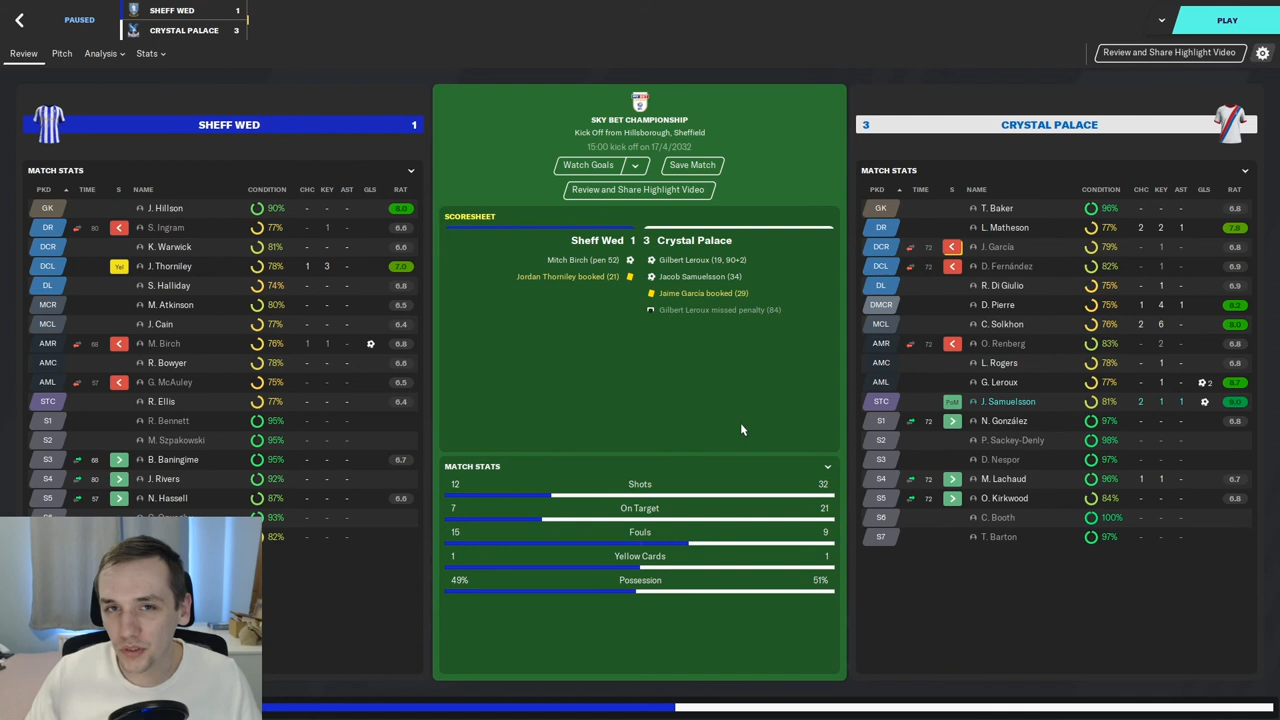 PAUSED
SHEFF WED 1
CRYSTAL PALACE 3
PLAY
Review Pitch Analysis Stats
Review and Share Highlight Video
SHEFF WED 1
MATCH STATS
PKD TIME S NAME CONDITION CHC KEY AST GLS RAT
GK J. Hillson 90% - - - 8.0
DR 80 S. Ingram 77% - 1 - 6.6
DCR K. Warwick 81% - - - 6.6
DCL Yel J. Thornlley 78% 1 3 - 7.0
DL S. Halliday 74% - - - 6.8
MCR M. Atkinson 80% - - - 6.5
MCL J. Cain 77% - - - 6.4
AMR 68 M. Birch 76% 1 1 - 6.8
AMC R. Bowyer 78% - - - 6.6
AML 57 G. McAuley 75% - - - 6.5
STC R. Ellis 77% - - - 6.4
S1 R. Bennett 95%
S2 M. Szpakowski 95%
S3 68 B. Baningime 95% - - - 6.7
S4 80 J. Rivers 92% - - -
S5 57 N. Hassell 87% - - - 6.6
93%
82%
SKY BET CHAMPIONSHIP
Kick Off from Hillsborough, Sheffield
15:00 kick off on 17/4/2032
Watch Goals Save Match
Review and Share Highlight Video
SCORESHEET
Sheff Wed 1 3 Crystal Palace
Mitch Birch (pen 52) Gilbert Leroux (19, 90+2)
Jordan Thorniley booked (21) Jacob Samuelsson (34)
Jaime García booked (29)
Gilbert Leroux missed penalty (84)
MATCH STATS
12 Shots 32
7 On Target 21
15 Fouls 9
1 Yellow Cards 1
49% Possession 51%
3 CRYSTAL PALACE
MATCH STATS
PKD TIME S NAME CONDITION CHC KEY AST GLS RAT
GK T. Baker 96% - - - 6.8
DR L. Matheson 77% 2 2 1 7.8
DCR 72 J. García 79% - 1 - 6.8
DCL 72 D. Fernández 82% - - - 6.9
DL R. Di Giulio 75% - - - 6.8
DMCR D. Pierre 75% 1 4 1 8.2
MCL C. Solkhon 76% 2 6 - 8.0
AMR 72 O. Renberg 83% - 2 - 6.8
AMC L. Rogers 78% - 1 - 6.8
AML G. Leroux 77% - 1 - 2 8.7
STC PoM J. Samuelsson 81% 2 1 1 9.0
S1 72 N. González 97% - - - 6.8
S2 P. Sackey-Denly 98%
S3 D. Nespor 97%
S4 72 M. Lachaud 96% 1 1 - 6.7
S5 72 O. Kirkwood 84% - - - 6.8
S6 C. Booth 100%
S7 T. Barton 97%